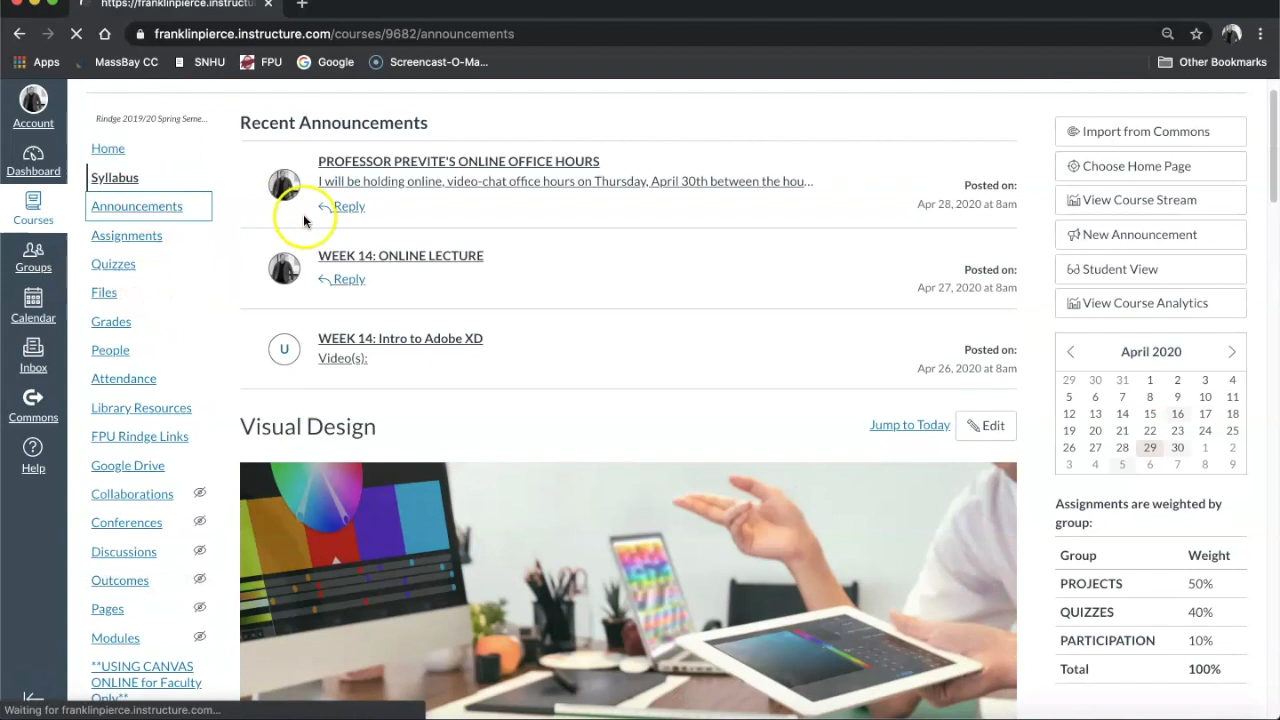 https://franklinpierce.instructu
franklinpierce.instructure.com/courses/9682/announcements
Apps
MassBay CC
SNHU
FPU
Google
Screencast-O-Ma...
Other Bookmarks
Account
Dashboard
Courses
Groups
Calendar
Inbox
Commons
Help
Rindge 2019/20 Spring Seme...
Home
Syllabus
Announcements
Assignments
Quizzes
Files
Grades
People
Attendance
Library Resources
FPU Rindge Links
Google Drive
Collaborations
Conferences
Discussions
Outcomes
Pages
Modules
**USING CANVAS
ONLINE for Faculty
Only**
Recent Announcements
PROFESSOR PREVITE'S ONLINE OFFICE HOURS
I will be holding online, video-chat office hours on Thursday, April 30th between the hou...
Reply
Posted on:
Apr 28, 2020 at 8am
WEEK 14: ONLINE LECTURE
Reply
Posted on:
Apr 27, 2020 at 8am
U
WEEK 14: Intro to Adobe XD
Video(s):
Posted on:
Apr 26, 2020 at 8am
Visual Design
Jump to Today
Edit
Import from Commons
Choose Home Page
View Course Stream
New Announcement
Student View
View Course Analytics
April 2020
29 30 31 1 2 3 4
5 6 7 8 9 10 11
12 13 14 15 16 17 18
19 20 21 22 23 24 25
26 27 28 29 30 1 2
3 4 5 6 7 8 9
Assignments are weighted by
group:
Group Weight
PROJECTS 50%
QUIZZES 40%
PARTICIPATION 10%
Total 100%
Waiting for franklinpierce.instructure.com...